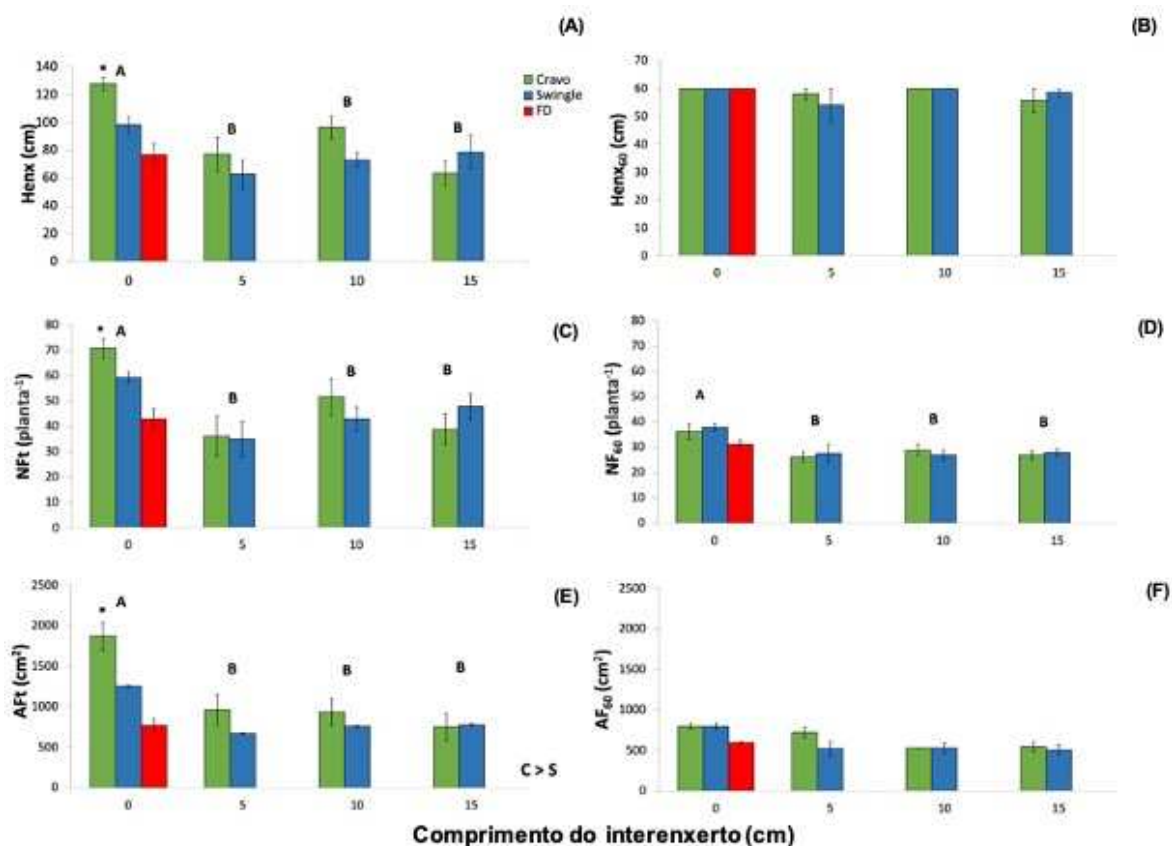 (A)
Henx (cm)
140
120
100
80
60
40
20
0
* A
B
B
B
Cravo
Swingle
FD
0 5 10 15
(B)
Henx60 (cm)
70
60
50
40
30
20
10
0
0 5 10 15
(C)
NFt (planta-1)
80
70
60
50
40
30
20
10
0
* A
B
B
B
0 5 10 15
(D)
NF60 (planta-1)
80
70
60
50
40
30
20
10
0
A
B
B
B
0 5 10 15
(E)
AFt (cm2)
2500
2000
1500
1000
500
0
* A
B
B
B
C > S
0 5 10 15
(F)
AF60 (cm2)
2500
2000
1500
1000
500
0
0 5 10 15
Comprimento do interenxerto (cm)